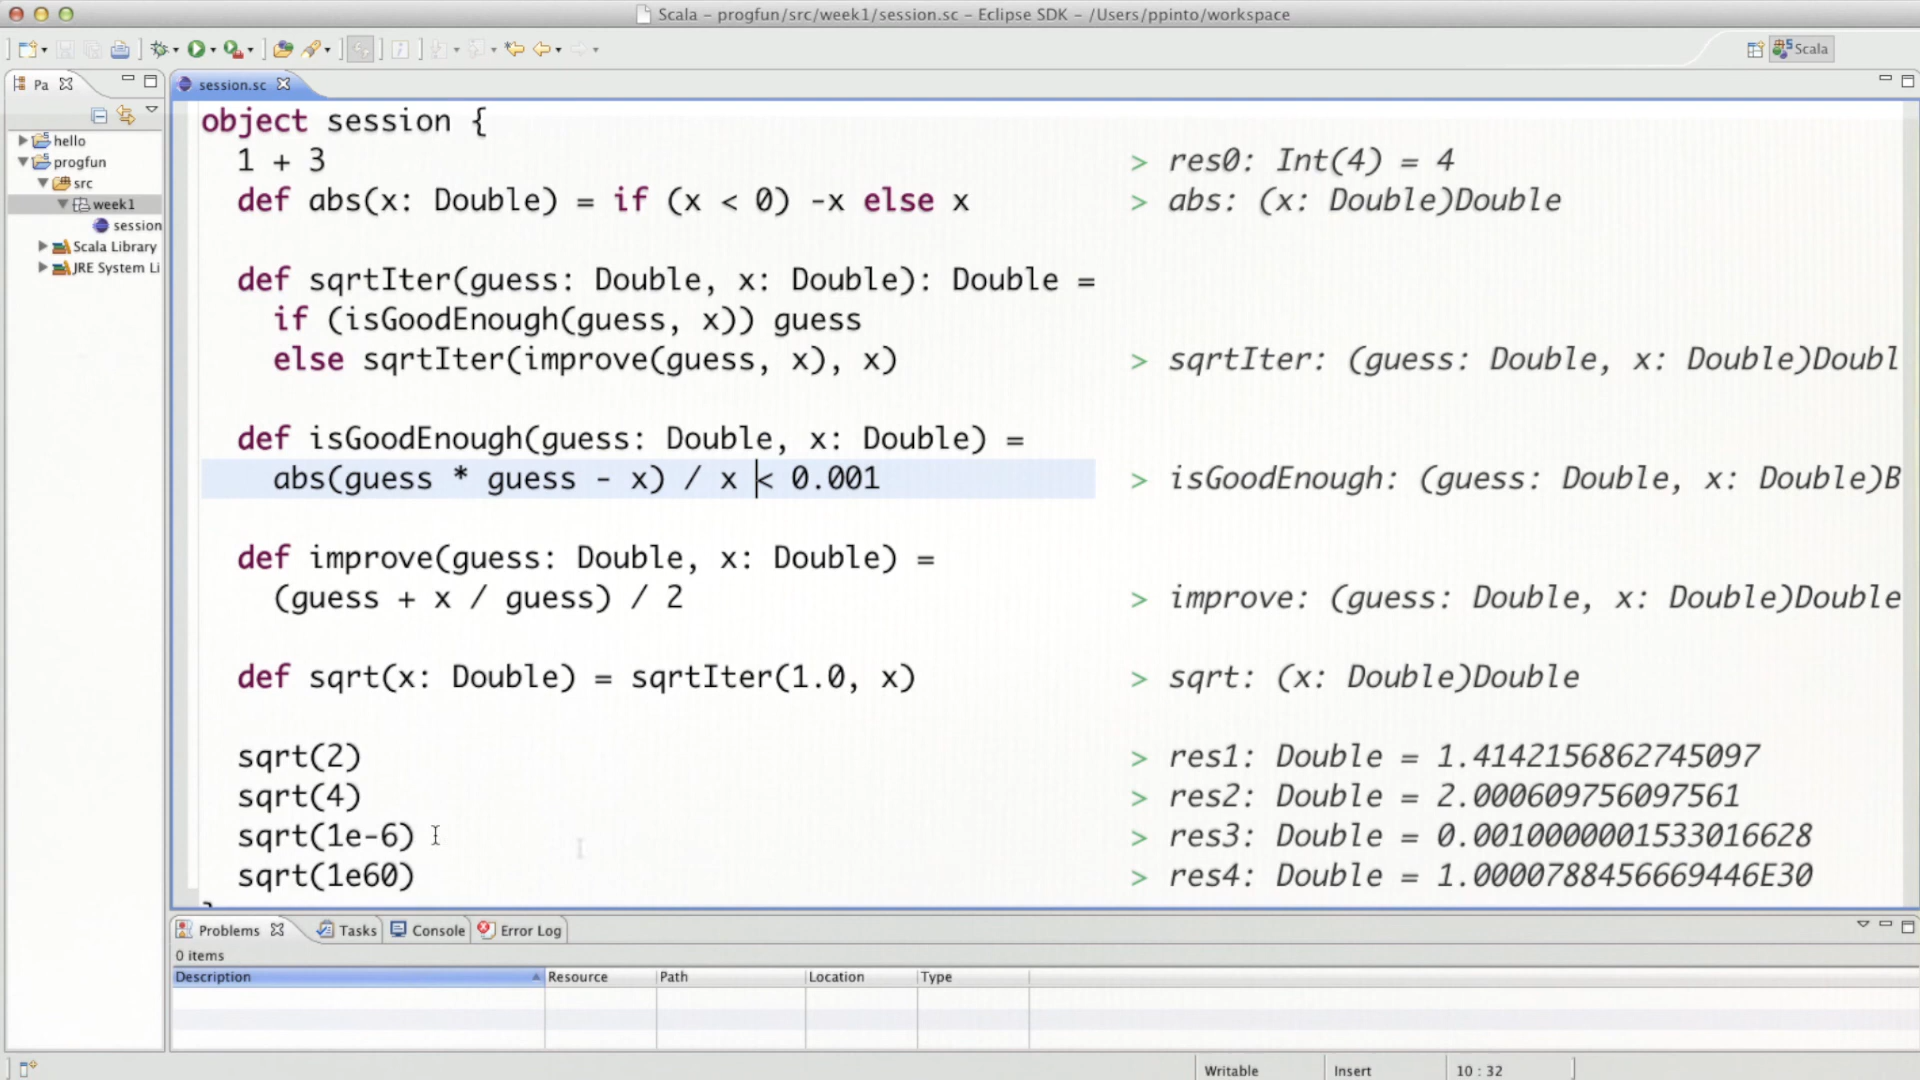 Scala - progfun/src/week1/session.sc - Eclipse SDK - /Users/ppinto/workspace
Scala
Pa
session.sc
hello
progfun
src
week1
session
Scala Library
JRE System Li
object session {
1 + 3
> res0: Int(4) = 4
def abs(x: Double) = if (x < 0) -x else x
> abs: (x: Double)Double
def sqrtIter(guess: Double, x: Double): Double =
if (isGoodEnough(guess, x)) guess
else sqrtIter(improve(guess, x), x)
> sqrtIter: (guess: Double, x: Double)Doubl
def isGoodEnough(guess: Double, x: Double) =
abs(guess * guess - x) / x < 0.001
> isGoodEnough: (guess: Double, x: Double)B
def improve(guess: Double, x: Double) =
(guess + x / guess) / 2
> improve: (guess: Double, x: Double)Double
def sqrt(x: Double) = sqrtIter(1.0, x)
> sqrt: (x: Double)Double
sqrt(2)
> res1: Double = 1.4142156862745097
sqrt(4)
> res2: Double = 2.000609756097561
sqrt(1e-6)
> res3: Double = 0.0010000001533016628
sqrt(1e60)
> res4: Double = 1.0000788456669446E30
Problems
Tasks
Console
Error Log
0 items
Description
Resource
Path
Location
Type
Writable
Insert
10 : 32